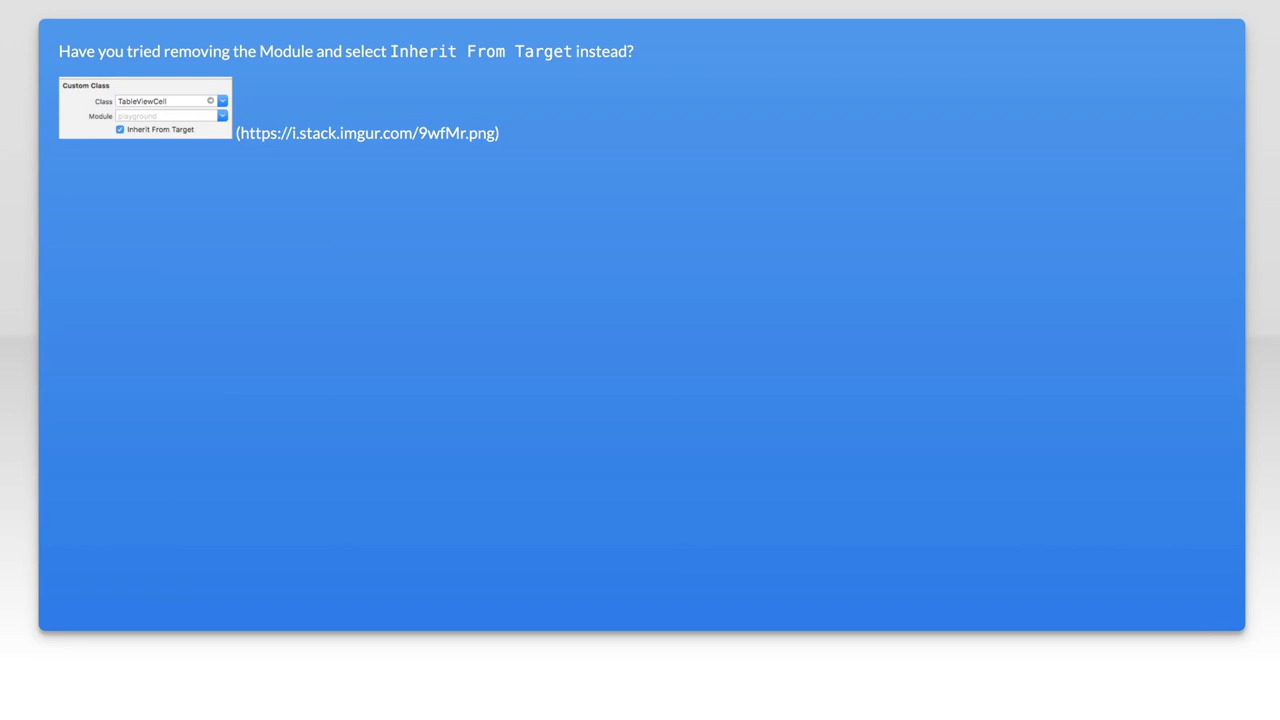 Have you tried removing the Module and select Inherit From Target instead?
Custom Class
Class TableViewCell
Module playground
Inherit From Target
(https://i.stack.imgur.com/9wfMr.png)